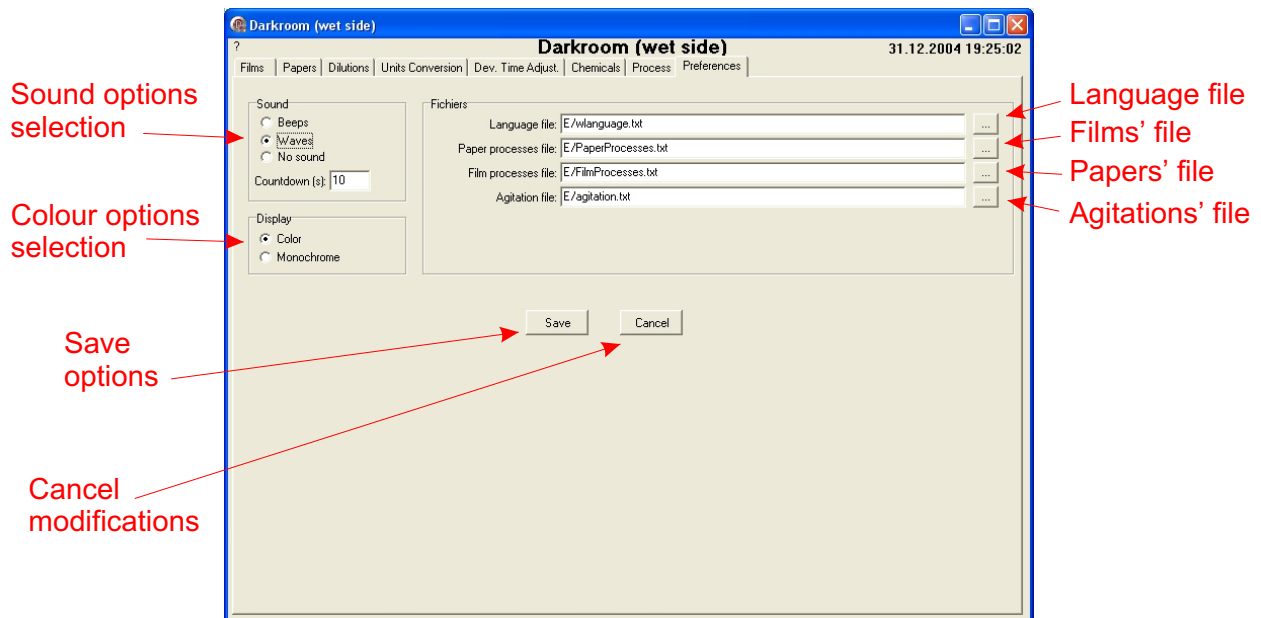 Darkroom (wet side)
?
Darkroom (wet side)
31.12.2004 19:25:02
Films Papers Dilutions Units Conversion Dev. Time Adjust. Chemicals Process Preferences
Sound options
selection
Sound
Beeps
Waves
No sound
Countdown (s): 10
Fichiers
Language file: E/wlanguage.txt ...
Paper processes file: E/PaperProcesses.txt ...
Film processes file: E/FilmProcesses.txt ...
Agitation file: E/agitation.txt ...
Language file
Films' file
Papers' file
Agitations' file
Colour options
selection
Display
Color
Monochrome
Save
Cancel
Save
options
Cancel
modifications